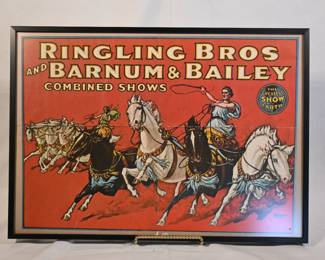 RINGLING BROS
AND BARNUM & BAILEY
COMBINED SHOWS
THE
GREATEST
SHOW
ON EARTH